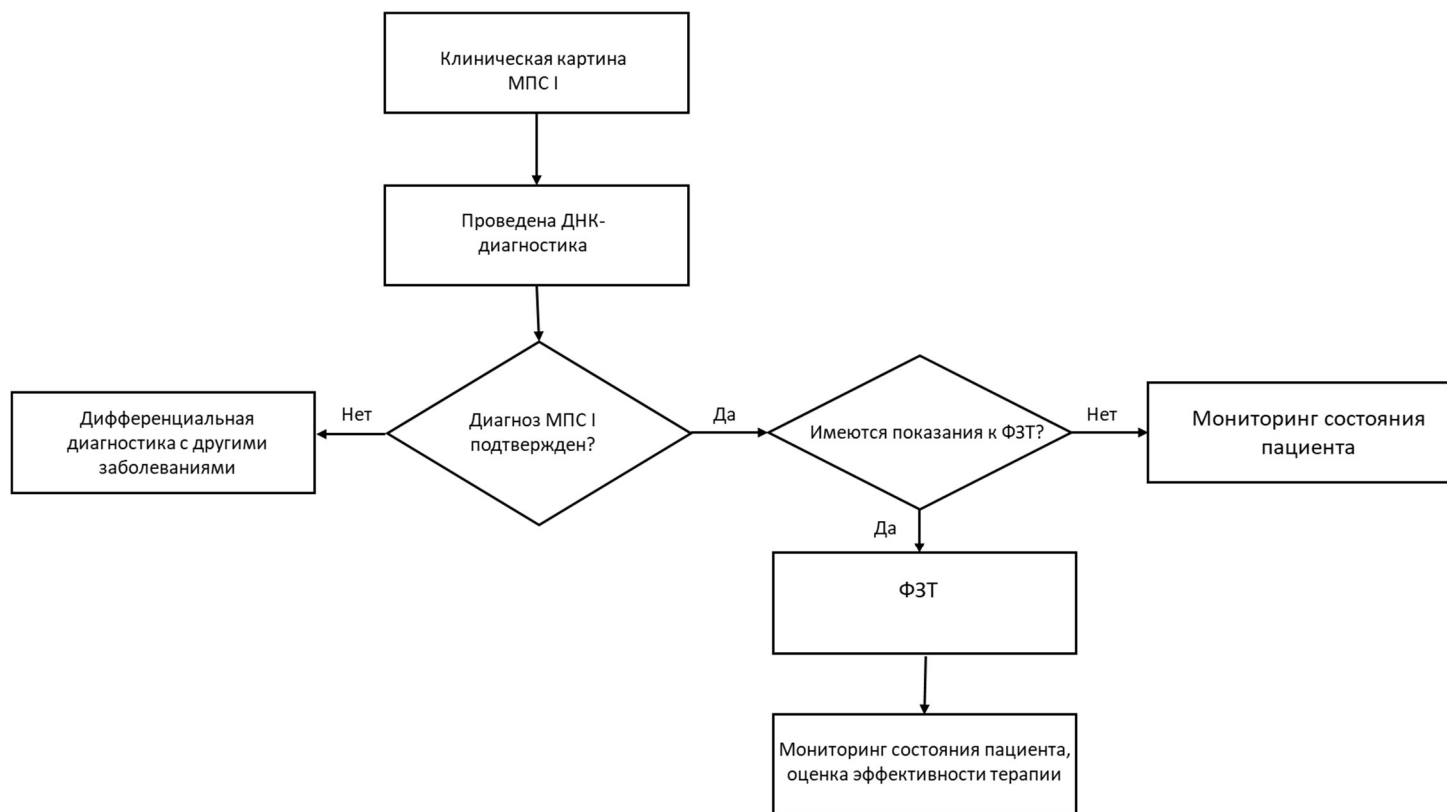 Клиническая картина
МПС I
Проведена ДНК-
диагностика
Дифференциальная
диагностика с другими
заболеваниями
Нет
Диагноз МПС I
подтвержден?
Да
Имеются показания к ФЗТ?
Нет
Мониторинг состояния
пациента
Да
ФЗТ
Мониторинг состояния пациента,
оценка эффективности терапии